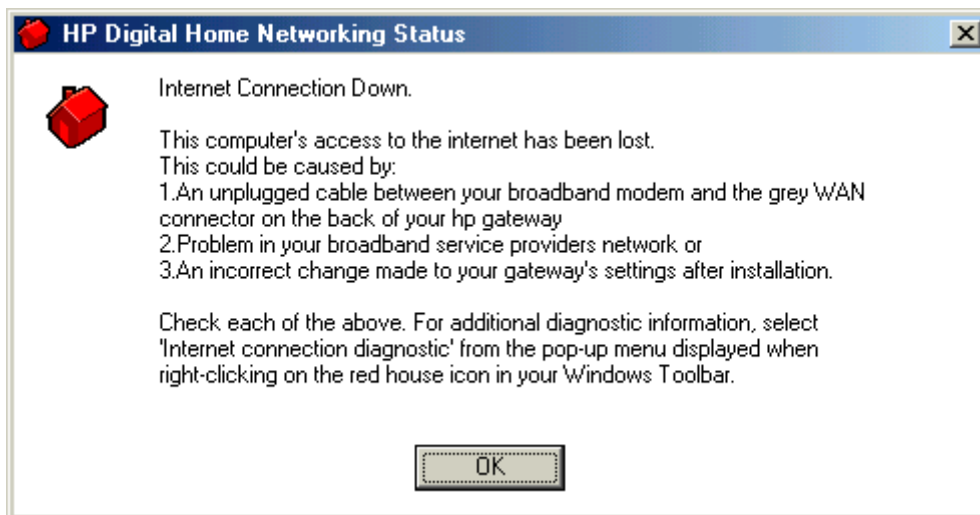 HP Digital Home Networking Status
Internet Connection Down.
This computer's access to the internet has been lost.
This could be caused by:
1.An unplugged cable between your broadband modem and the grey WAN
connector on the back of your hp gateway
2.Problem in your broadband service providers network or
3.An incorrect change made to your gateway's settings after installation.
Check each of the above. For additional diagnostic information, select
'Internet connection diagnostic' from the pop-up menu displayed when
right-clicking on the red house icon in your Windows Toolbar.
OK